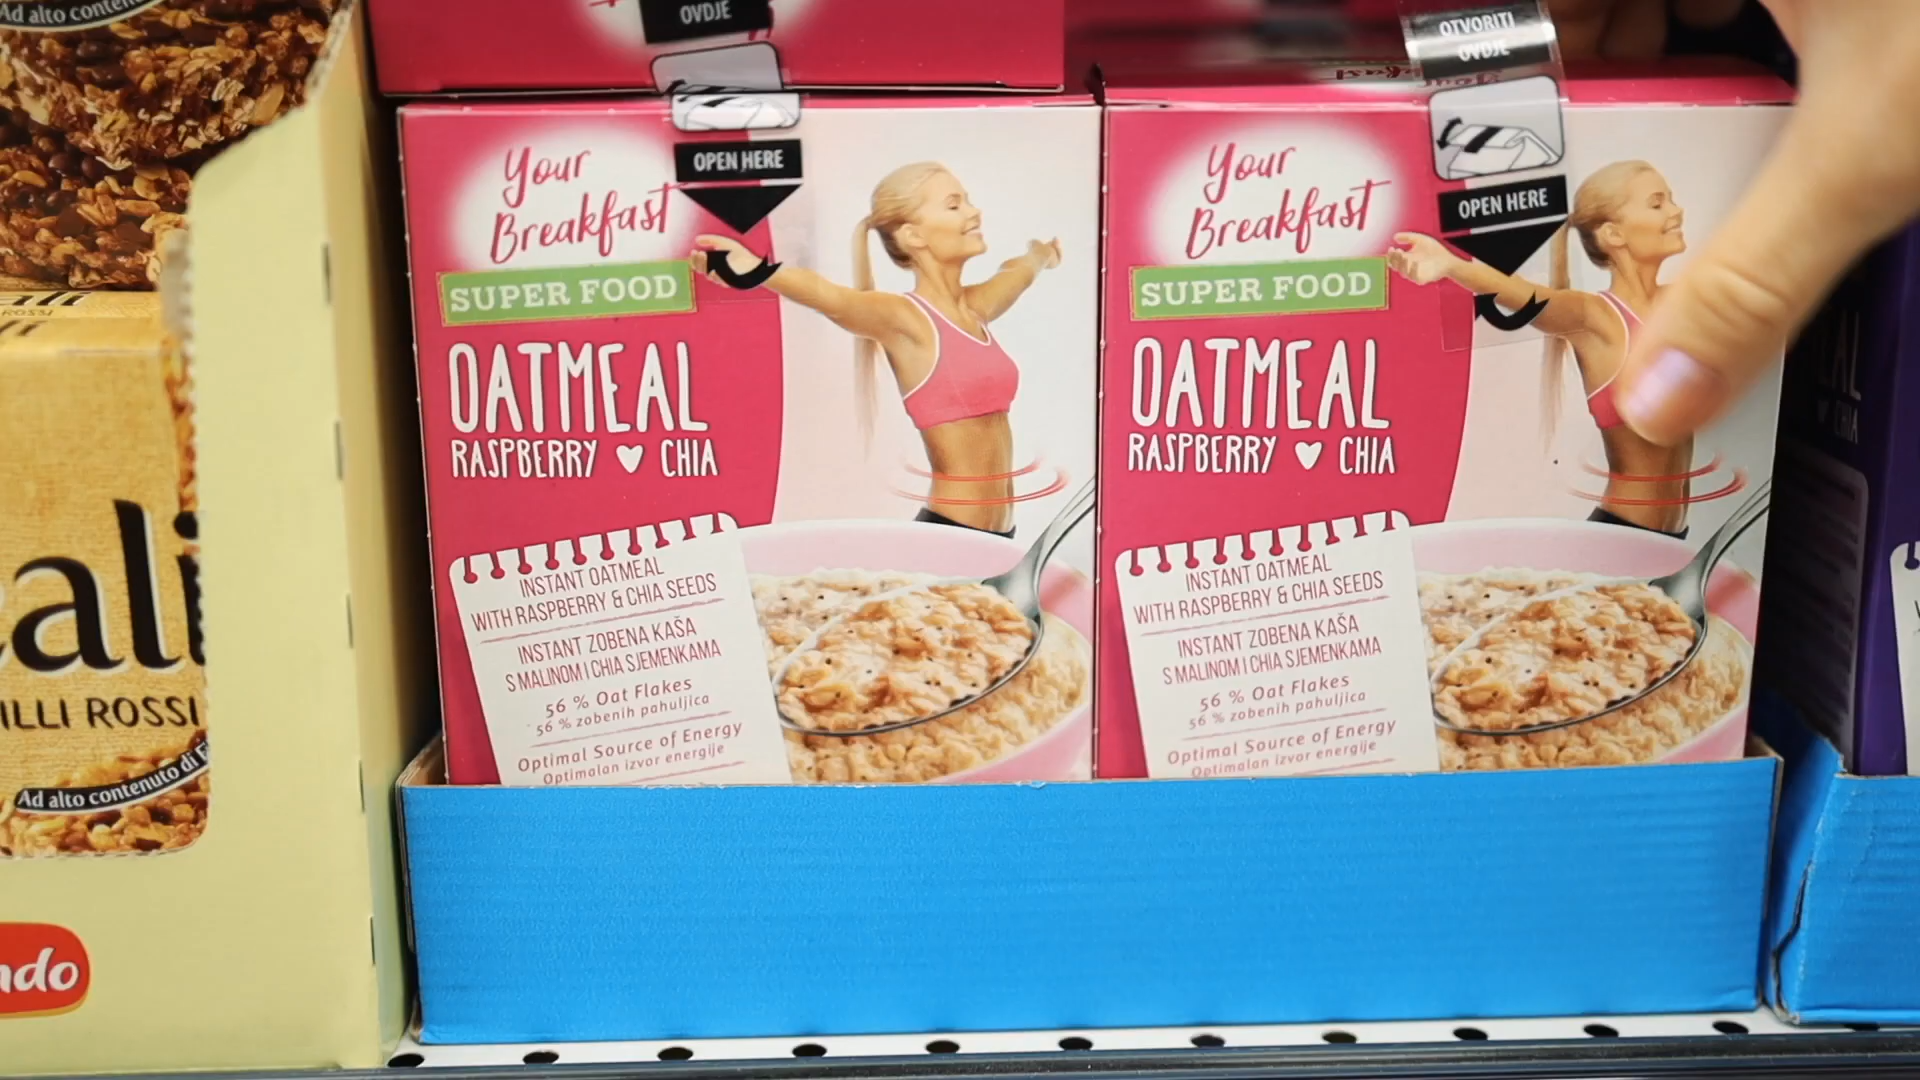 Ad alto conten
ROSSI
eali
ILLI ROSSI
Ad alto contenuto di F
ndo
OVDJE
OPEN HERE
Your
Breakfast
SUPER FOOD
OATMEAL
RASPBERRY CHIA
INSTANT OATMEAL
WITH RASPBERRY & CHIA SEEDS
INSTANT ZOBENA KAŠA
S MALINOM I CHIA SJEMENKAMA
56 % Oat Flakes
56 % zobenih pahuljica
Optimal Source of Energy
Optimalan izvor energije
OTVORITI
OVDJE
OPEN HERE
Your
Breakfast
SUPER FOOD
OATMEAL
RASPBERRY CHIA
INSTANT OATMEAL
WITH RASPBERRY & CHIA SEEDS
INSTANT ZOBENA KAŠA
S MALINOM I CHIA SJEMENKAMA
56 % Oat Flakes
56 % zobenih pahuljica
Optimal Source of Energy
Optimalan izvor energije